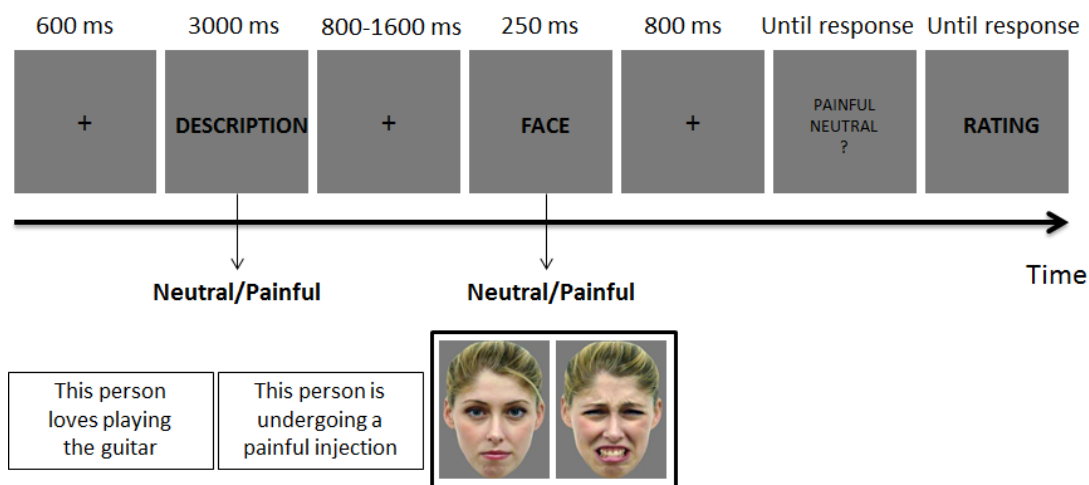 600 ms 3000 ms 800-1600 ms 250 ms 800 ms Until response Until response
+ DESCRIPTION + FACE + PAINFUL NEUTRAL ? RATING
Time
Neutral/Painful Neutral/Painful
This person
loves playing
the guitar
This person is
undergoing a
painful injection